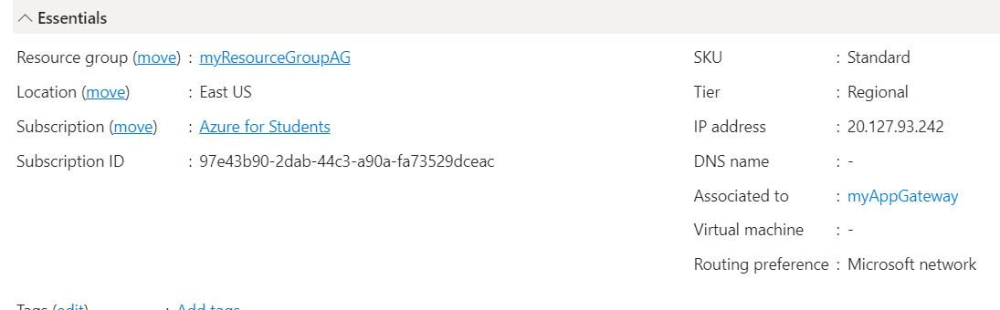 Essentials
Resource group (move) : myResourceGroupAG
Location (move) : East US
Subscription (move) : Azure for Students
Subscription ID : 97e43b90-2dab-44c3-a90a-fa73529dceac
SKU : Standard
Tier : Regional
IP address : 20.127.93.242
DNS name : -
Associated to : myAppGateway
Virtual machine : -
Routing preference : Microsoft network
Tags (edit) : Add tags